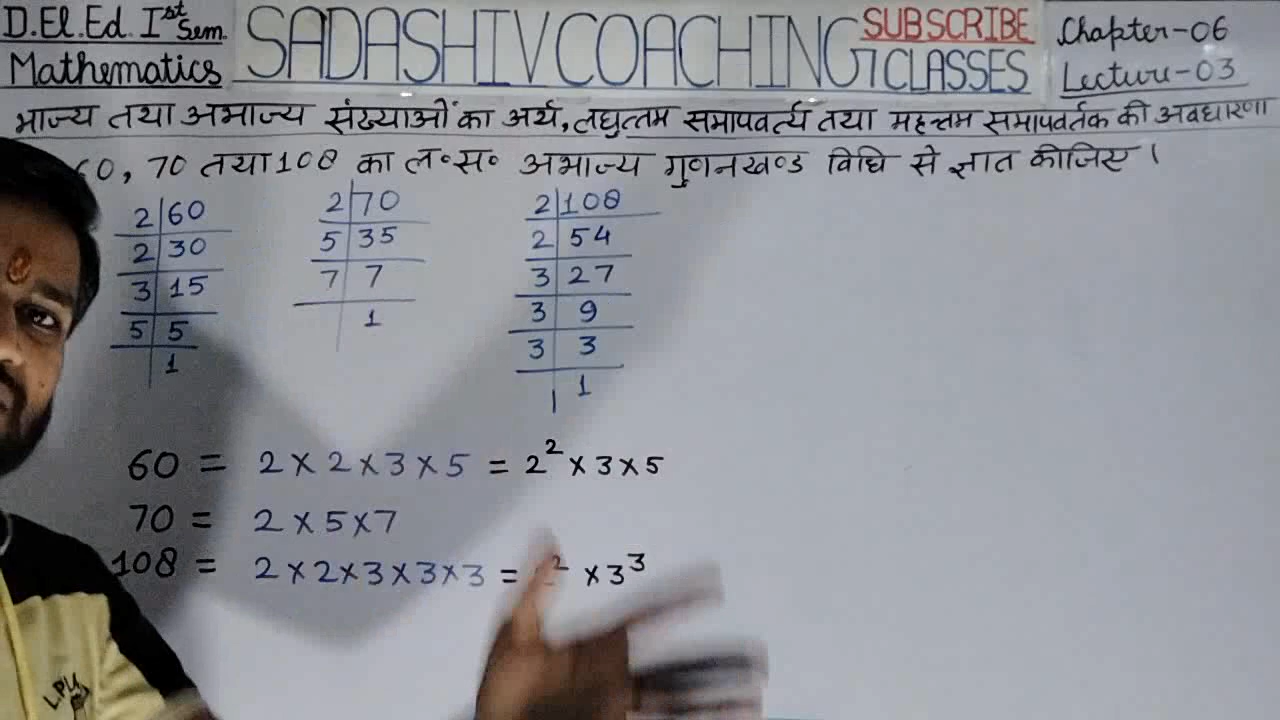 D.El.Ed. Ist Sem.
Mathematics
SADASHIV COACHING CLASSES
SUBSCRIBE
Chapter-06
Lecture-03
भाज्य तथा अभाज्य संख्याओं का अर्थ, लघुत्तम समापवर्त्य तथा महत्तम समापवर्तक की अवधारणा
60, 70 तथा 108 का ल॰स॰ अभाज्य गुणनखण्ड विधि से ज्ञात कीजिए।
2|60
2|30
3|15
5|5
|1
2|70
5|35
7|7
|1
2|108
2|54
3|27
3|9
3|3
|1
60 = 2×2×3×5 = 2²×3×5
70 = 2×5×7
108 = 2×2×3×3×3 = ² ×3³